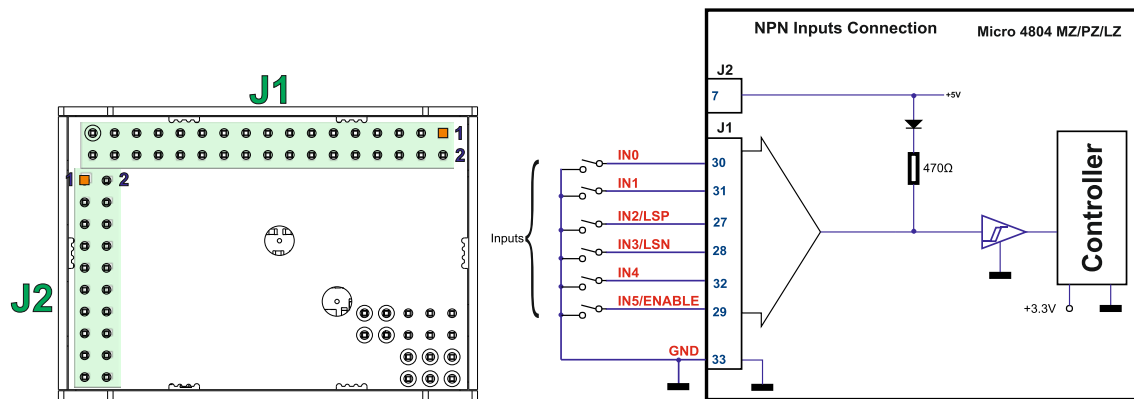 J1
1
2
1
2
J2
NPN Inputs Connection
Micro 4804 MZ/PZ/LZ
J2
7
+5V
J1
Inputs
IN0
30
IN1
31
IN2/LSP
27
IN3/LSN
28
IN4
32
IN5/ENABLE
29
GND
33
470Ω
Controller
+3.3V